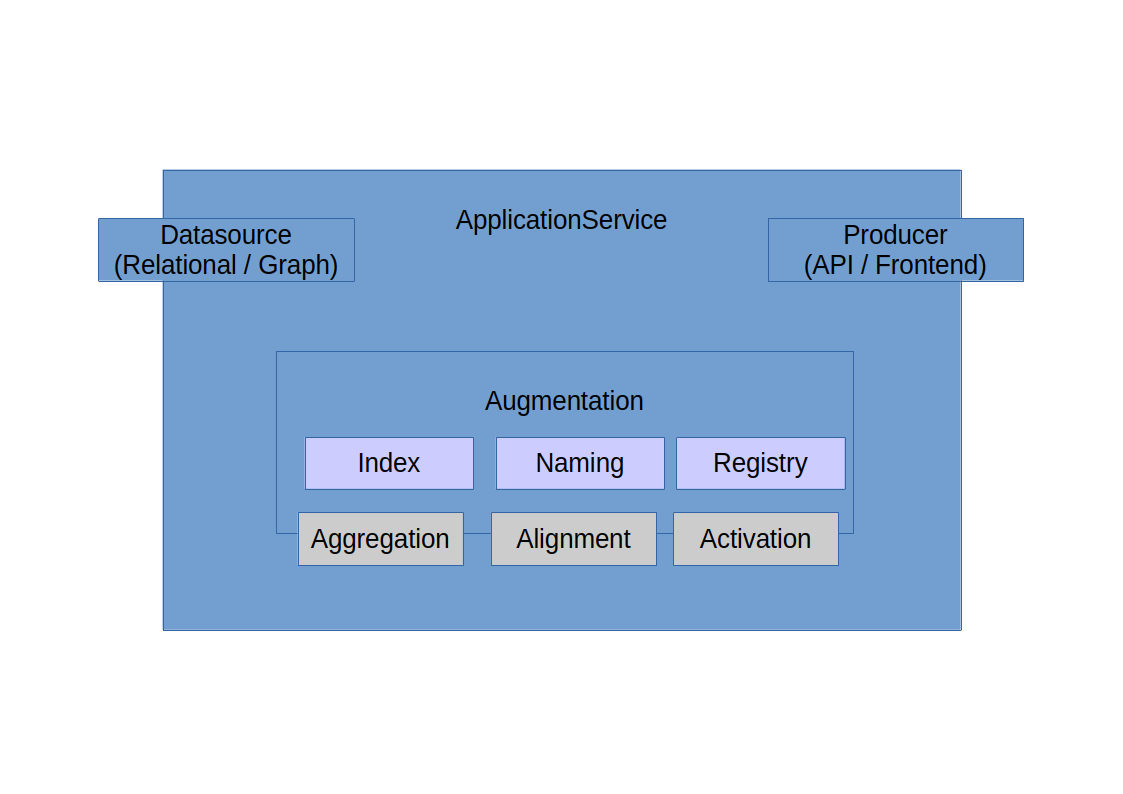 ApplicationService
Datasource
(Relational / Graph)
Producer
(API / Frontend)
Augmentation
Index
Naming
Registry
Aggregation
Alignment
Activation